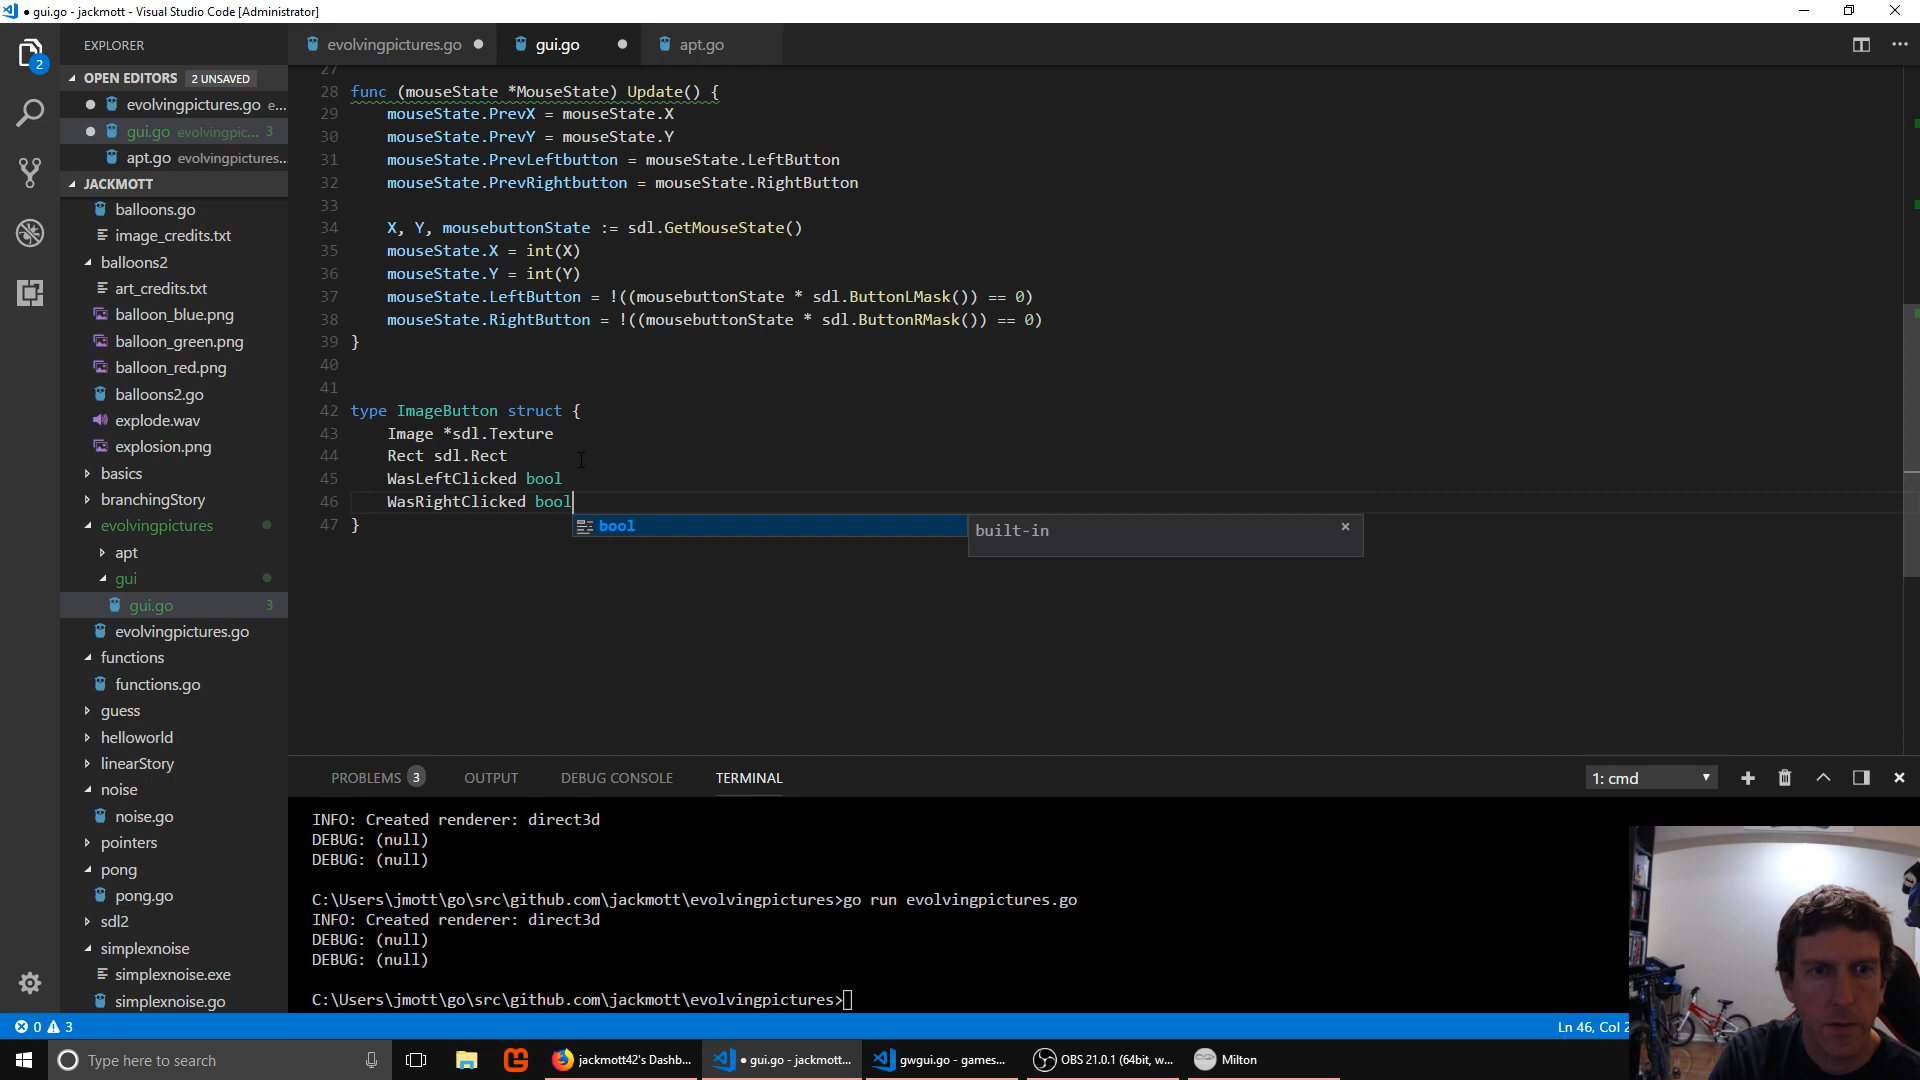 ● gui.go - jackmott - Visual Studio Code [Administrator]
EXPLORER
OPEN EDITORS 2 UNSAVED
● evolvingpictures.go e...
● gui.go evolvingpic... 3
apt.go evolvingpictures...
JACKMOTT
balloons.go
image_credits.txt
balloons2
art_credits.txt
balloon_blue.png
balloon_green.png
balloon_red.png
balloons2.go
explode.wav
explosion.png
basics
branchingStory
evolvingpictures
apt
gui
gui.go 3
evolvingpictures.go
functions
functions.go
guess
helloworld
linearStory
noise
noise.go
pointers
pong
pong.go
sdl2
simplexnoise
simplexnoise.exe
simplexnoise.go
2
evolvingpictures.go ● gui.go ● apt.go
27
28 func (mouseState *MouseState) Update() {
29 mouseState.PrevX = mouseState.X
30 mouseState.PrevY = mouseState.Y
31 mouseState.PrevLeftbutton = mouseState.LeftButton
32 mouseState.PrevRightbutton = mouseState.RightButton
33
34 X, Y, mousebuttonState := sdl.GetMouseState()
35 mouseState.X = int(X)
36 mouseState.Y = int(Y)
37 mouseState.LeftButton = !((mousebuttonState * sdl.ButtonLMask()) == 0)
38 mouseState.RightButton = !((mousebuttonState * sdl.ButtonRMask()) == 0)
39 }
40
41
42 type ImageButton struct {
43 Image *sdl.Texture
44 Rect sdl.Rect
45 WasLeftClicked bool
46 WasRightClicked bool
47 }
bool built-in ×
PROBLEMS 3 OUTPUT DEBUG CONSOLE TERMINAL 1: cmd
INFO: Created renderer: direct3d
DEBUG: (null)
DEBUG: (null)
C:\Users\jmott\go\src\github.com\jackmott\evolvingpictures>go run evolvingpictures.go
INFO: Created renderer: direct3d
DEBUG: (null)
DEBUG: (null)
C:\Users\jmott\go\src\github.com\jackmott\evolvingpictures>
0 3 Ln 46, Col 2
Type here to search
jackmott42's Dashb...
● gui.go - jackmott...
gwgui.go - games...
OBS 21.0.1 (64bit, w...
Milton